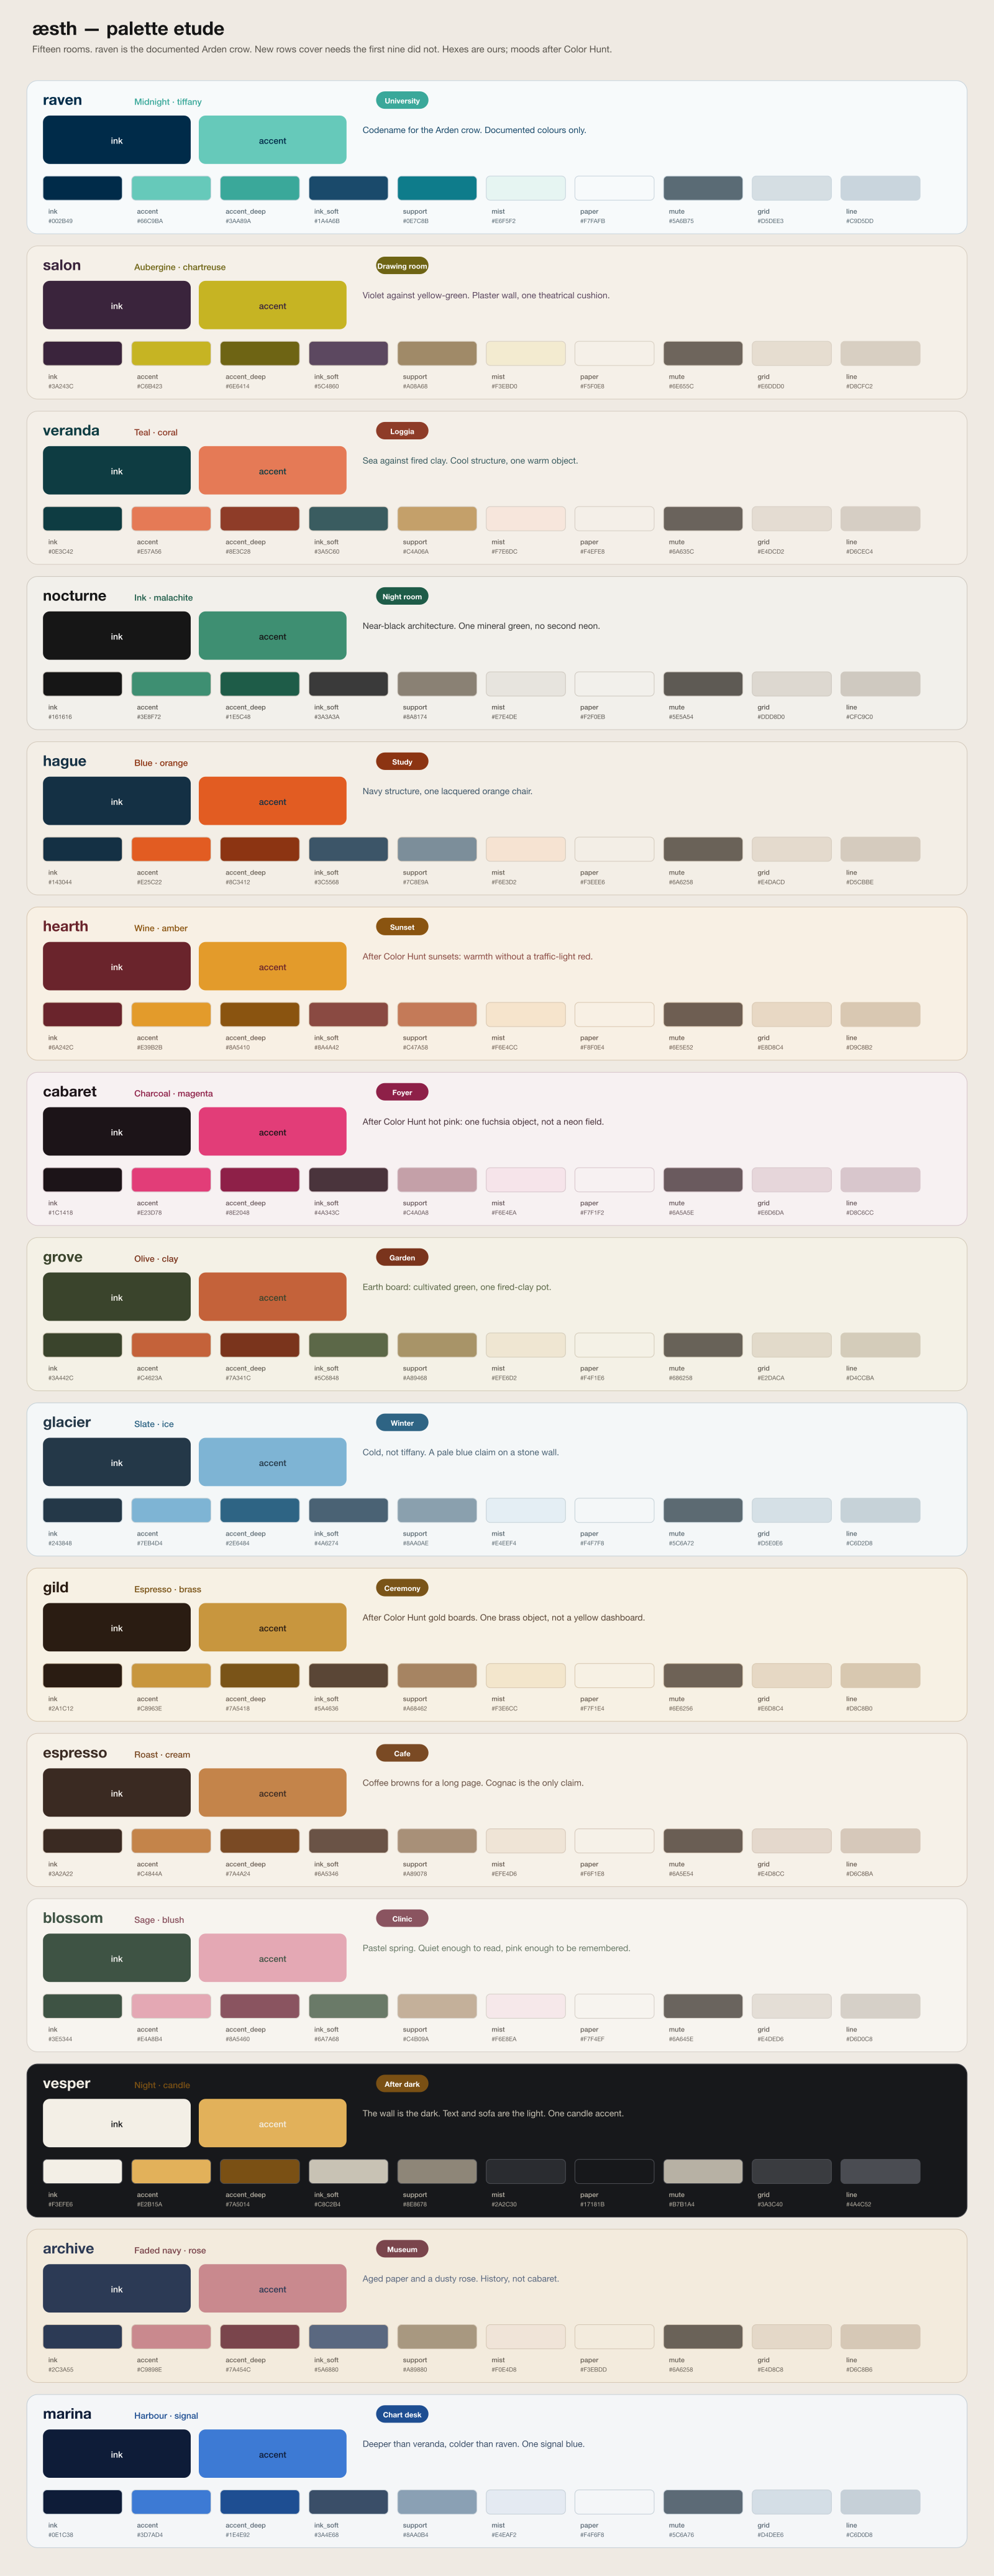 æsth — palette etude
Fifteen rooms. raven is the documented Arden crow. New rows cover needs the first nine did not. Hexes are ours; moods after Color Hunt.
raven Midnight · tiffany University
ink accent Codename for the Arden crow. Documented colours only.
ink accent accent_deep ink_soft support mist paper mute grid line
#002B49 #66C9BA #3AA89A #1A4A6B #0E7C8B #E6F5F2 #F7FAFB #5A6B75 #D5DEE3 #C9D5DD
salon Aubergine · chartreuse Drawing room
ink accent Violet against yellow-green. Plaster wall, one theatrical cushion.
ink accent accent_deep ink_soft support mist paper mute grid line
#3A243C #C6B423 #6E6414 #5C4860 #A08A68 #F3EBD0 #F5F0E8 #6E655C #E6DDD0 #D8CFC2
veranda Teal · coral Loggia
ink accent Sea against fired clay. Cool structure, one warm object.
ink accent accent_deep ink_soft support mist paper mute grid line
#0E3C42 #E57A56 #8E3C28 #3A5C60 #C4A06A #F7E6DC #F4EFE8 #6A635C #E4DCD2 #D6CEC4
nocturne Ink · malachite Night room
ink accent Near-black architecture. One mineral green, no second neon.
ink accent accent_deep ink_soft support mist paper mute grid line
#161616 #3E8F72 #1E5C48 #3A3A3A #8A8174 #E7E4DE #F2F0EB #5E5A54 #DDD8D0 #CFC9C0
hague Blue · orange Study
ink accent Navy structure, one lacquered orange chair.
ink accent accent_deep ink_soft support mist paper mute grid line
#143044 #E25C22 #8C3412 #3C5568 #7C8E9A #F6E3D2 #F3EEE6 #6A6258 #E4DACD #D5CBBE
hearth Wine · amber Sunset
ink accent After Color Hunt sunsets: warmth without a traffic-light red.
ink accent accent_deep ink_soft support mist paper mute grid line
#6A242C #E39B2B #8A5410 #8A4A42 #C47A58 #F6E4CC #F8F0E4 #6E5E52 #E8D8C4 #D9C8B2
cabaret Charcoal · magenta Foyer
ink accent After Color Hunt hot pink: one fuchsia object, not a neon field.
ink accent accent_deep ink_soft support mist paper mute grid line
#1C1418 #E23D78 #8E2048 #4A343C #C4A0A8 #F6E4EA #F7F1F2 #6A5A5E #E6D6DA #D8C6CC
grove Olive · clay Garden
ink accent Earth board: cultivated green, one fired-clay pot.
ink accent accent_deep ink_soft support mist paper mute grid line
#3A442C #C4623A #7A341C #5C6B48 #A89468 #EFE6D2 #F4F1E6 #686258 #E2DACA #D4CCBA
glacier Slate · ice Winter
ink accent Cold, not tiffany. A pale blue claim on a stone wall.
ink accent accent_deep ink_soft support mist paper mute grid line
#243848 #7EB4D4 #2E6484 #4A6274 #8AA0AE #E4EEF4 #F4F7F8 #5C6A72 #D5E0E6 #C6D2D8
gild Espresso · brass Ceremony
ink accent After Color Hunt gold boards. One brass object, not a yellow dashboard.
ink accent accent_deep ink_soft support mist paper mute grid line
#2A1C12 #C8963E #7A5418 #5A4636 #A68462 #F3E6CC #F7F1E4 #6E6256 #E6D8C4 #D8C8B0
espresso Roast · cream Cafe
ink accent Coffee browns for a long page. Cognac is the only claim.
ink accent accent_deep ink_soft support mist paper mute grid line
#3A2A22 #C4844A #7A4A24 #6A5346 #A89078 #EFE4D6 #F6F1E8 #6A5E54 #E4D8CC #D6C8BA
blossom Sage · blush Clinic
ink accent Pastel spring. Quiet enough to read, pink enough to be remembered.
ink accent accent_deep ink_soft support mist paper mute grid line
#3E5344 #E4A8B4 #8A5460 #6A7A68 #C4B09A #F6E6EA #F7F4EF #6A645E #E4DED6 #D6D0C8
vesper Night · candle After dark
ink accent The wall is the dark. Text and sofa are the light. One candle accent.
ink accent accent_deep ink_soft support mist paper mute grid line
#F3EFE6 #E2B15A #7A5014 #C8C2B4 #8E8678 #2A2C30 #17181B #B7B1A4 #3A3C40 #4A4C52
archive Faded navy · rose Museum
ink accent Aged paper and a dusty rose. History, not cabaret.
ink accent accent_deep ink_soft support mist paper mute grid line
#2C3A55 #C9898E #7A454C #5A6880 #A89880 #F0E4D8 #F3EBDD #6A6258 #E4D8C8 #D6C8B6
marina Harbour · signal Chart desk
ink accent Deeper than veranda, colder than raven. One signal blue.
ink accent accent_deep ink_soft support mist paper mute grid line
#0E1C38 #3D7AD4 #1E4E92 #3A4E68 #8AA0B4 #E4EAF2 #F4F6F8 #5C6A76 #D4DEE6 #C6D0D8